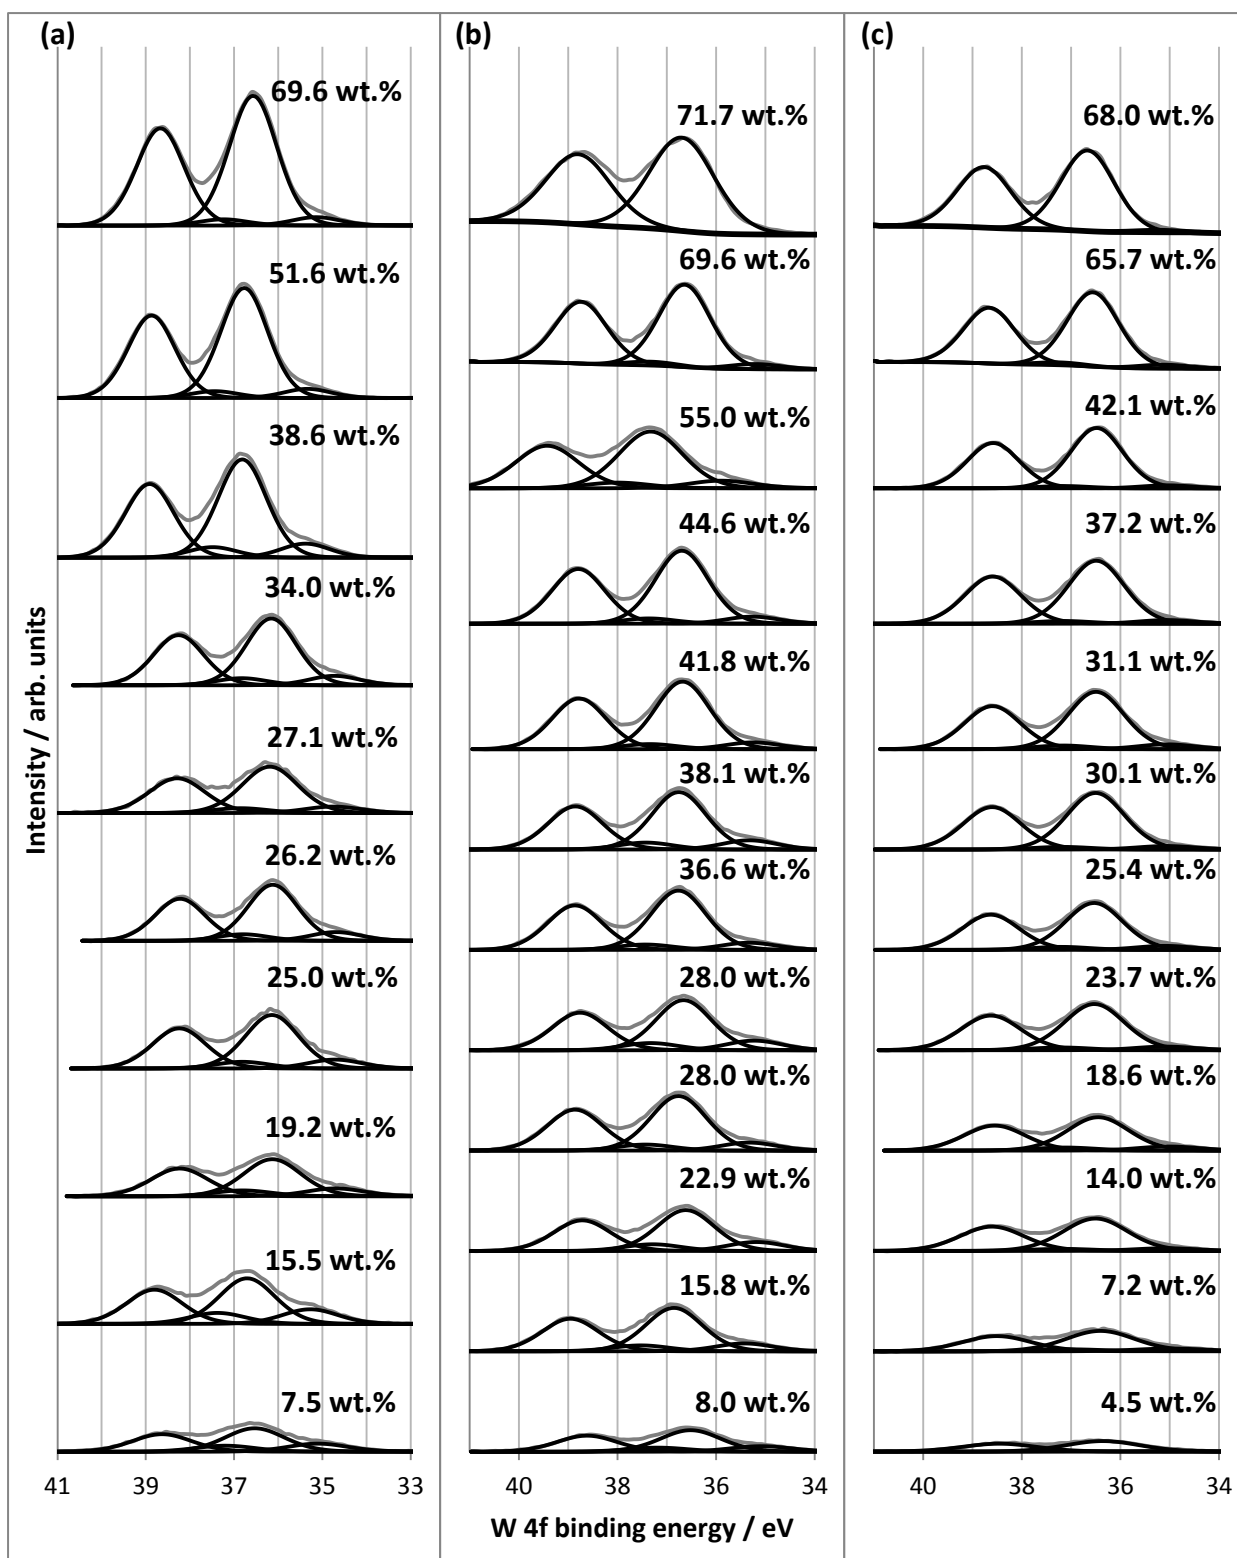 (a)
69.6 wt.%
51.6 wt.%
38.6 wt.%
34.0 wt.%
27.1 wt.%
26.2 wt.%
25.0 wt.%
19.2 wt.%
15.5 wt.%
7.5 wt.%
41 39 37 35 33
Intensity / arb. units
(b)
71.7 wt.%
69.6 wt.%
55.0 wt.%
44.6 wt.%
41.8 wt.%
38.1 wt.%
36.6 wt.%
28.0 wt.%
28.0 wt.%
22.9 wt.%
15.8 wt.%
8.0 wt.%
40 38 36 34
(c)
68.0 wt.%
65.7 wt.%
42.1 wt.%
37.2 wt.%
31.1 wt.%
30.1 wt.%
25.4 wt.%
23.7 wt.%
18.6 wt.%
14.0 wt.%
7.2 wt.%
4.5 wt.%
40 38 36 34
W 4f binding energy / eV